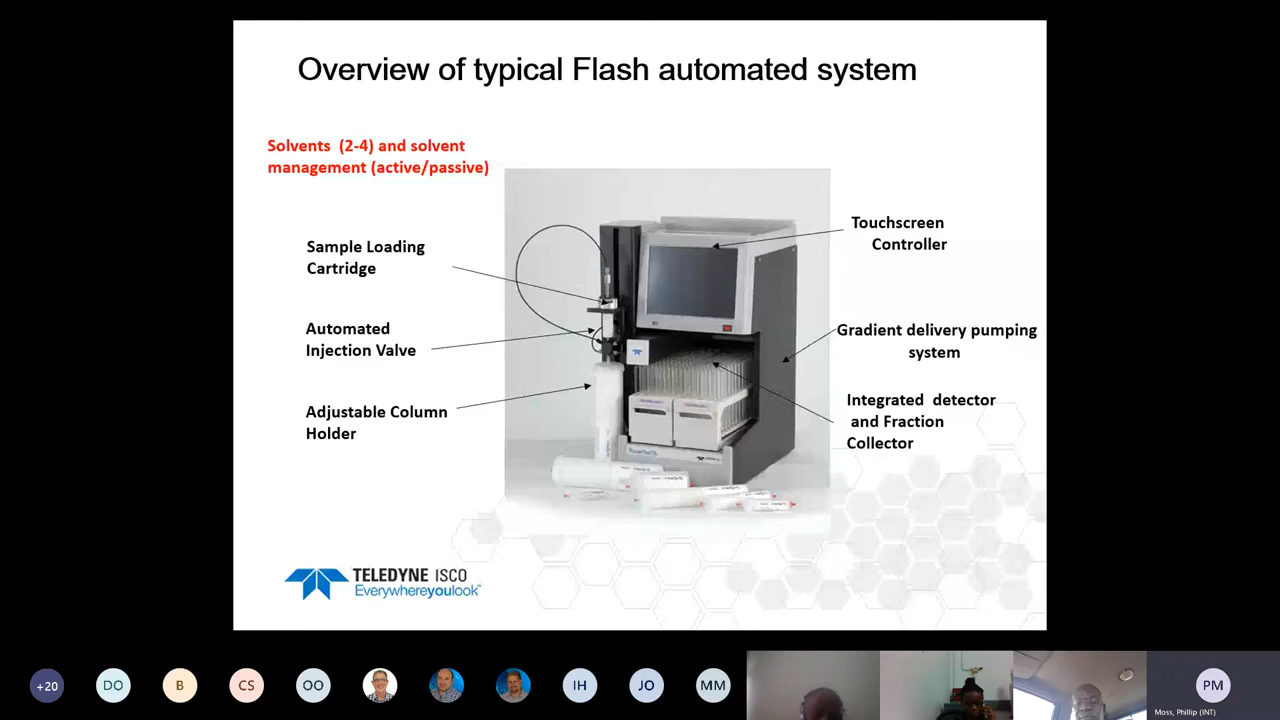 Overview of typical Flash automated system
Solvents (2-4) and solvent
management (active/passive)
Sample Loading
Cartridge
Automated
Injection Valve
Adjustable Column
Holder
Touchscreen
Controller
Gradient delivery pumping
system
Integrated detector
and Fraction
Collector
TELEDYNE ISCO
Everywhereyoulook™
+20
DO
B
CS
OO
IH
JO
MM
PM
Moss, Phillip (INT)